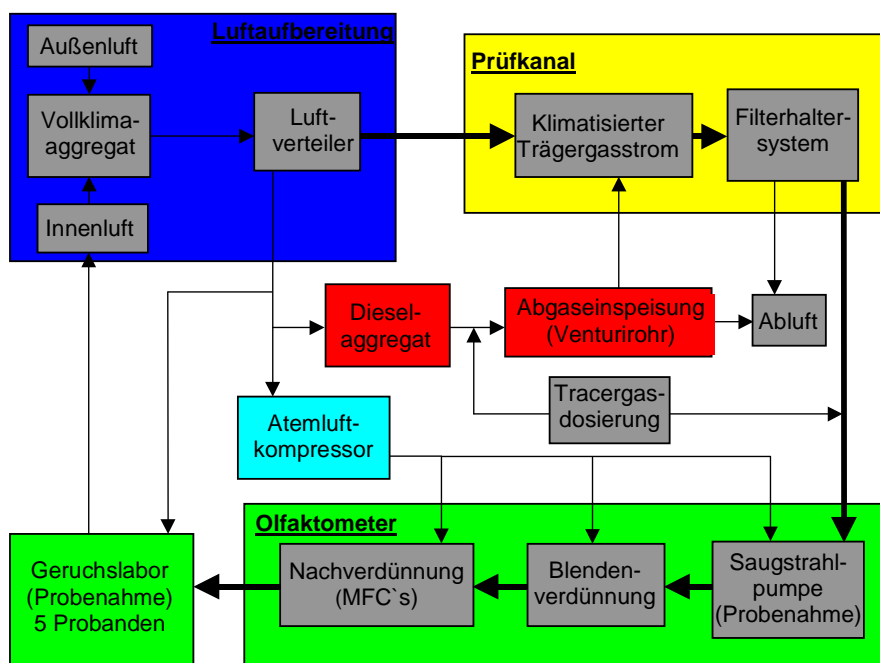 Luftaufbereitung
Außenluft
Vollklima-
aggregat
Luft-
verteiler
Innenluft
Prüfkanal
Klimatisierter
Trägergasstrom
Filterhalter-
system
Diesel-
aggregat
Abgaseinspeisung
(Venturirohr)
Abluft
Tracergas-
dosierung
Atemluft-
kompressor
Olfaktometer
Geruchslabor
(Probenahme)
5 Probanden
Nachverdünnung
(MFC`s)
Blenden-
verdünnung
Saugstrahl-
pumpe
(Probenahme)